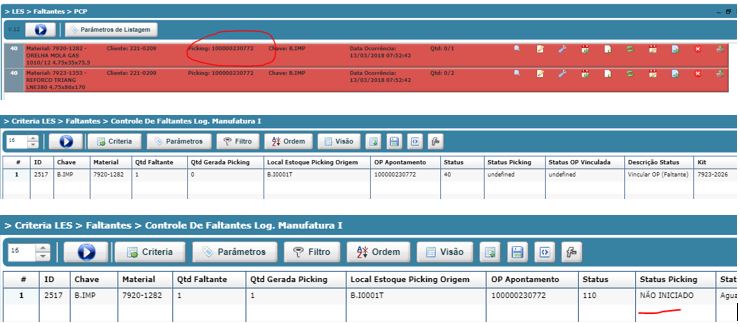 > LES > Faltantes > PCP
V.12 Parâmetros de Listagem
40 Material: 7920-1282 - ORELHA MOLA GAS 1010/12 4,75x35x75.5 Cliente: 221-0209 Picking: 100000230772 Chave: B.IMP Data Ocorrência: 13/03/2018 07:52:42 Qtd: 0/1
40 Material: 7923-1353 - REFORCO TRIANG LNE380 4,75x80x170 Cliente: 221-0209 Picking: 100000230772 Chave: B.IMP Data Ocorrência: 13/03/2018 07:52:42 Qtd: 0/2
> Criteria LES > Faltantes > Controle De Faltantes Log. Manufatura I
16 Criteria Parâmetros Filtro Ordem Visão
# ID Chave Material Qtd Faltante Qtd Gerada Picking Local Estoque Picking Origem OP Apontamento Status Status Picking Status OP Vinculada Descrição Status Kit
1 2517 B.IMP 7920-1282 1 0 B.I0001T 100000230772 40 undefined undefined Vincular OP (Faltante) 7923-2026
> Criteria LES > Faltantes > Controle De Faltantes Log. Manufatura I
16 Criteria Parâmetros Filtro Ordem Visão
# ID Chave Material Qtd Faltante Qtd Gerada Picking Local Estoque Picking Origem OP Apontamento Status Status Picking Stat
1 2517 B.IMP 7920-1282 1 1 B.I0001T 100000230772 110 NÃO INICIADO Agua